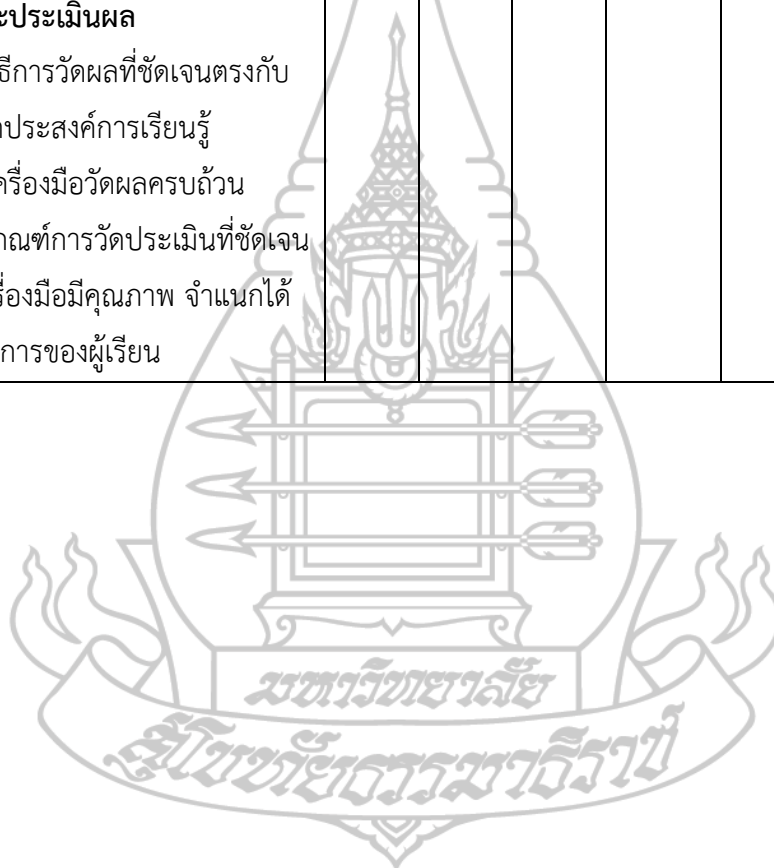 ะประเมินผล
ธีการวัดผลที่ชัดเจนตรงกับ
ประสงค์การเรียนรู้
ครื่องมือวัดผลครบถ้วน
ณฑ์การวัดประเมินที่ชัดเจน
องมือมีคุณภาพ จำแนกได้
การของผู้เรียน
มหาวิทยาลัย
สุโขทัยธรรมาธิราช